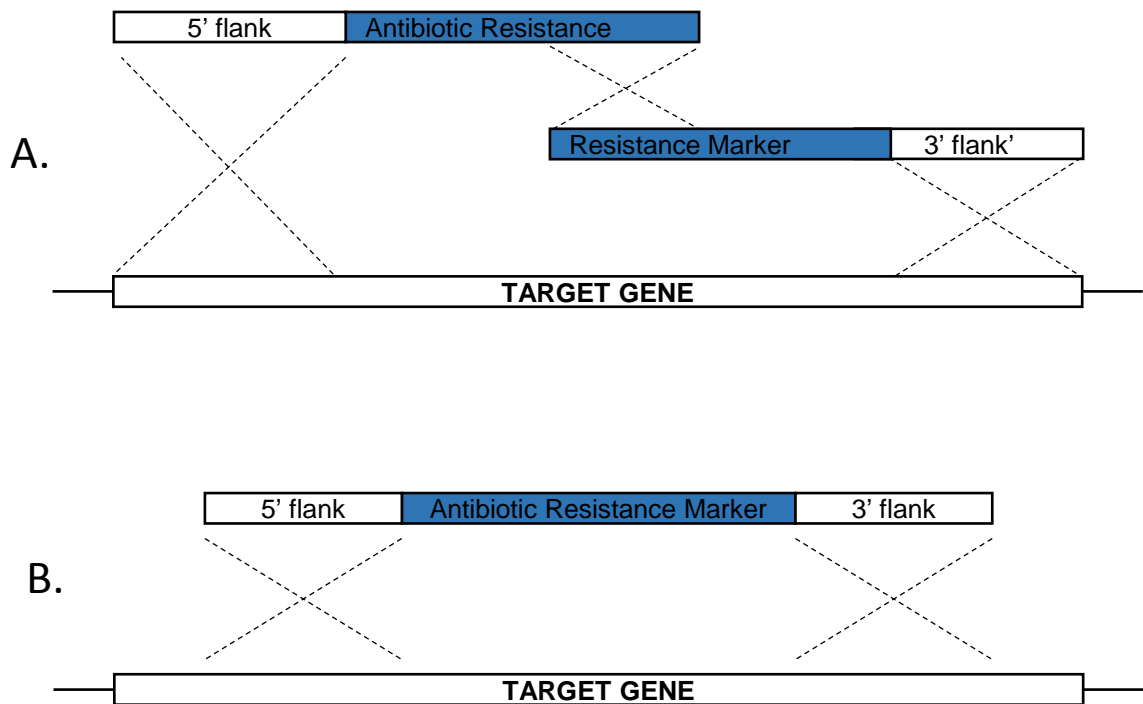 5’ flank
Antibiotic Resistance
A.
Resistance Marker
3’ flank’
TARGET GENE
5’ flank
Antibiotic Resistance Marker
3’ flank
B.
TARGET GENE